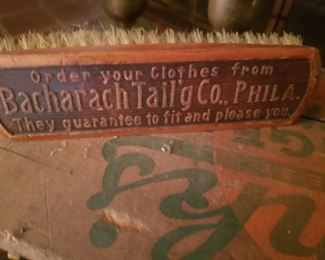 Order your Clothes from
Bacharach Tail'g Co., PHILA.
They guarantee to fit and please you.